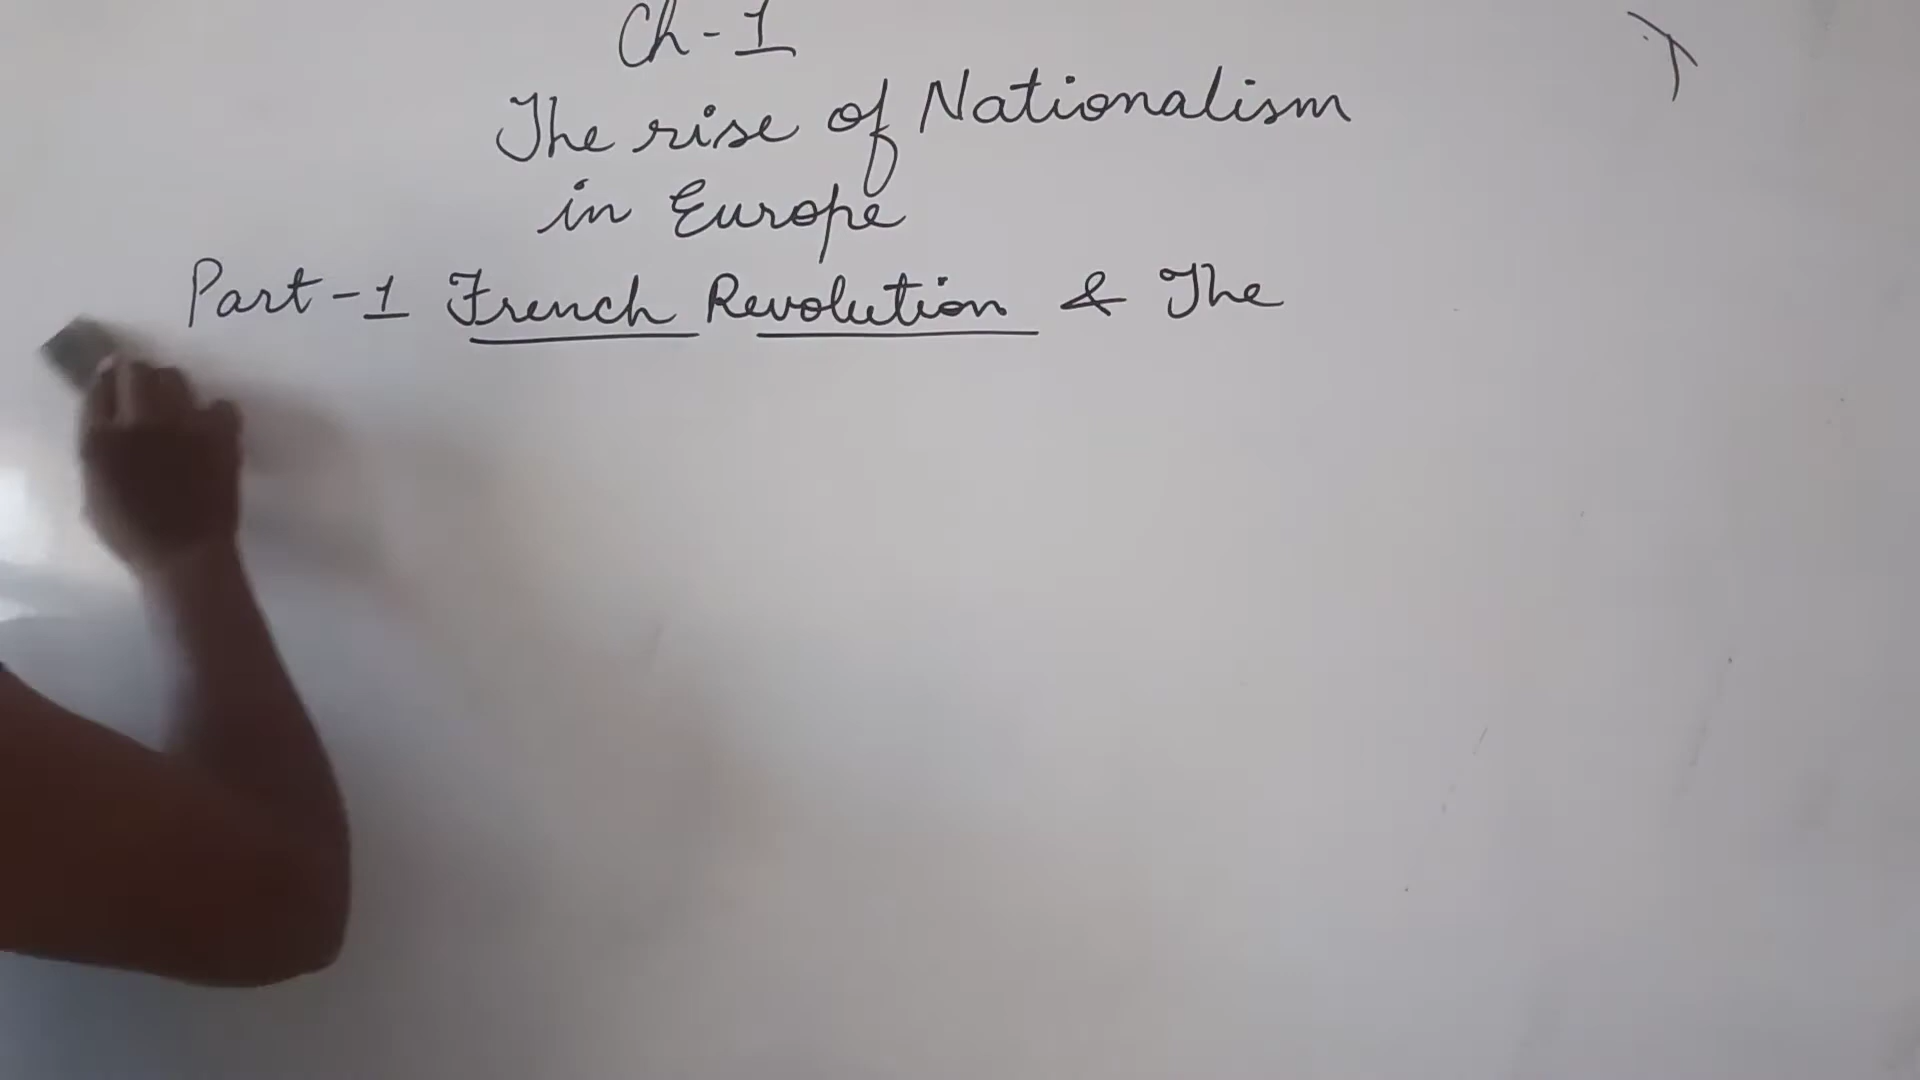 Ch-1
The rise of Nationalism
in Europe
Part-1 French Revolution & The